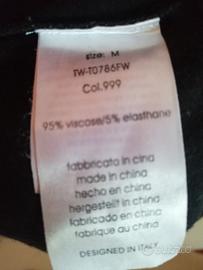 size: M
TW-T0786FW
Col.999
95% viscose/5% elasthane
fabbricato in cina
made in china
hecho en china
hergestellt in china
fabricado en china
fabriqué au china
DESIGNED IN ITALY
subito